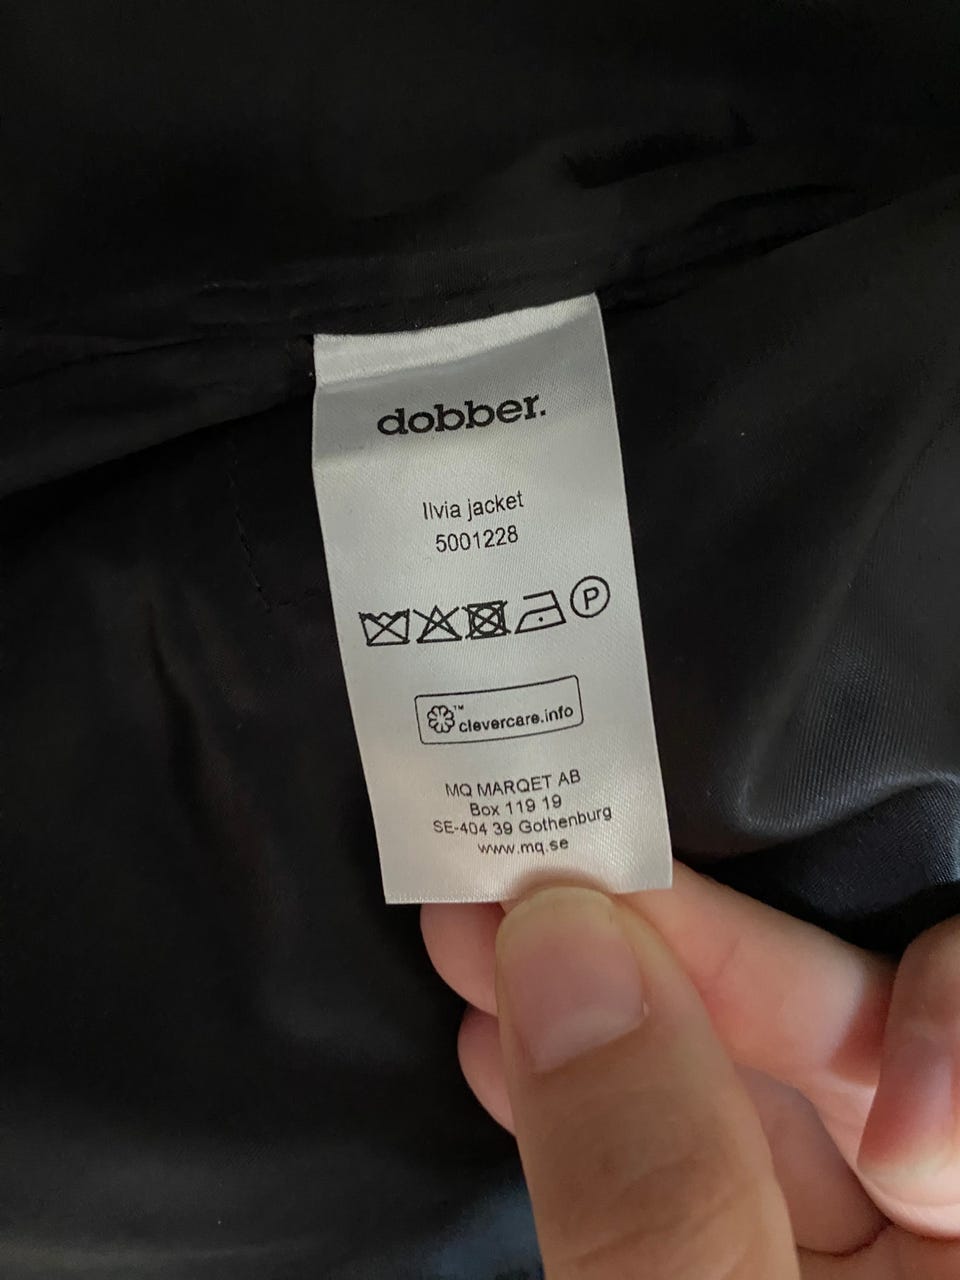 dobber.
Ilvia jacket
5001228
P
™
clevercare.info
MQ MARQET AB
Box 119 19
SE-404 39 Gothenburg
www.mq.se